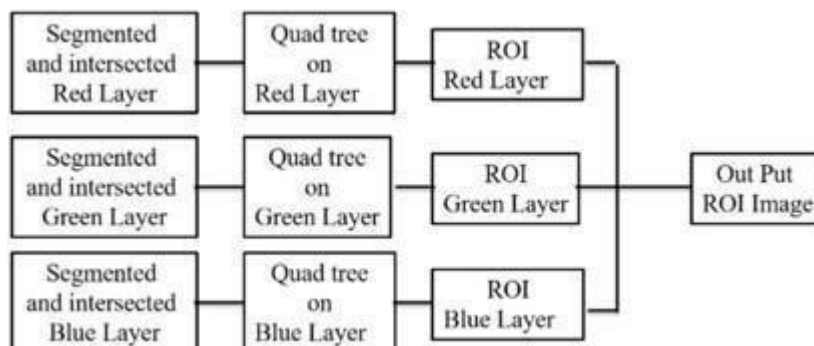 Segmented
and intersected
Red Layer
Quad tree
on
Red Layer
ROI
Red Layer
Segmented
and intersected
Green Layer
Quad tree
on
Green Layer
ROI
Green Layer
Out Put
ROI Image
Segmented
and intersected
Blue Layer
Quad tree
on
Blue Layer
ROI
Blue Layer